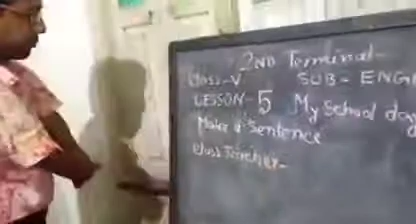 2ND Terminal-
Class-V SUB- ENG
LESSON-5 My School day
Make a Sentence
Class Teacher-